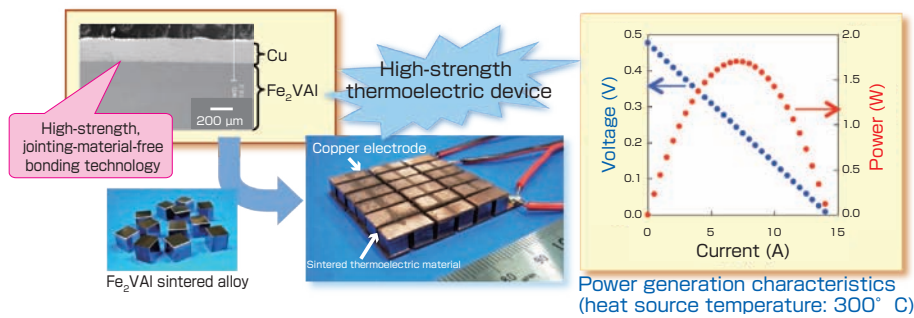 Cu
Fe₂VAl
200 μm
High-strength,
jointing-material-free
bonding technology
High-strength
thermoelectric device
Fe₂VAl sintered alloy
Copper electrode
Sintered thermoelectric material
0.5
0.4
0.3
0.2
0.1
0.0
Voltage (V)
2.0
1.5
1.0
0.5
0.0
Power (W)
0
5
10
15
Current (A)
Power generation characteristics
(heat source temperature: 300° C)